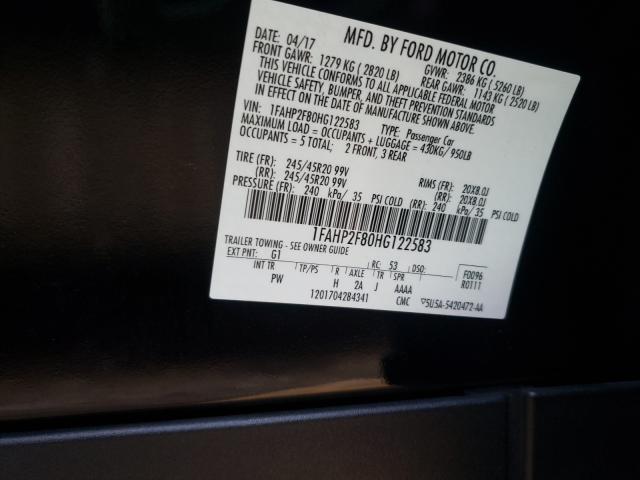 MFD. BY FORD MOTOR CO.
DATE: 04/17 GVWR: 2386 KG (5260 LB)
FRONT GAWR: 1279 KG (2820 LB) REAR GAWR: 1143 KG (2520 LB)
THIS VEHICLE CONFORMS TO ALL APPLICABLE FEDERAL MOTOR
VEHICLE SAFETY, BUMPER, AND THEFT PREVENTION STANDARDS
IN EFFECT ON THE DATE OF MANUFACTURE SHOWN ABOVE.
VIN: 1FAHP2F80HG122583 TYPE: Passenger Car
MAXIMUM LOAD = OCCUPANTS + LUGGAGE = 430KG/950LB
OCCUPANTS = 5 TOTAL; 2 FRONT, 3 REAR
TIRE (FR): 245/45R20 99V RIMS (FR): 20X8.0J
(RR): 245/45R20 99V (RR): 20X8.0J
PRESSURE (FR): 240 kPa/ 35 PSI COLD (RR): 240 kPa/ 35 PSI COLD
1FAHP2F80HG122583
TRAILER TOWING - SEE OWNER GUIDE
EXT PNT: G1 RC: 53 DSO: F0096
INT TR TP/PS R AXLE TR SPR R0111
PW H 2A J AAAA
1201704284341 CMC ▽5U5A-5420472-AA